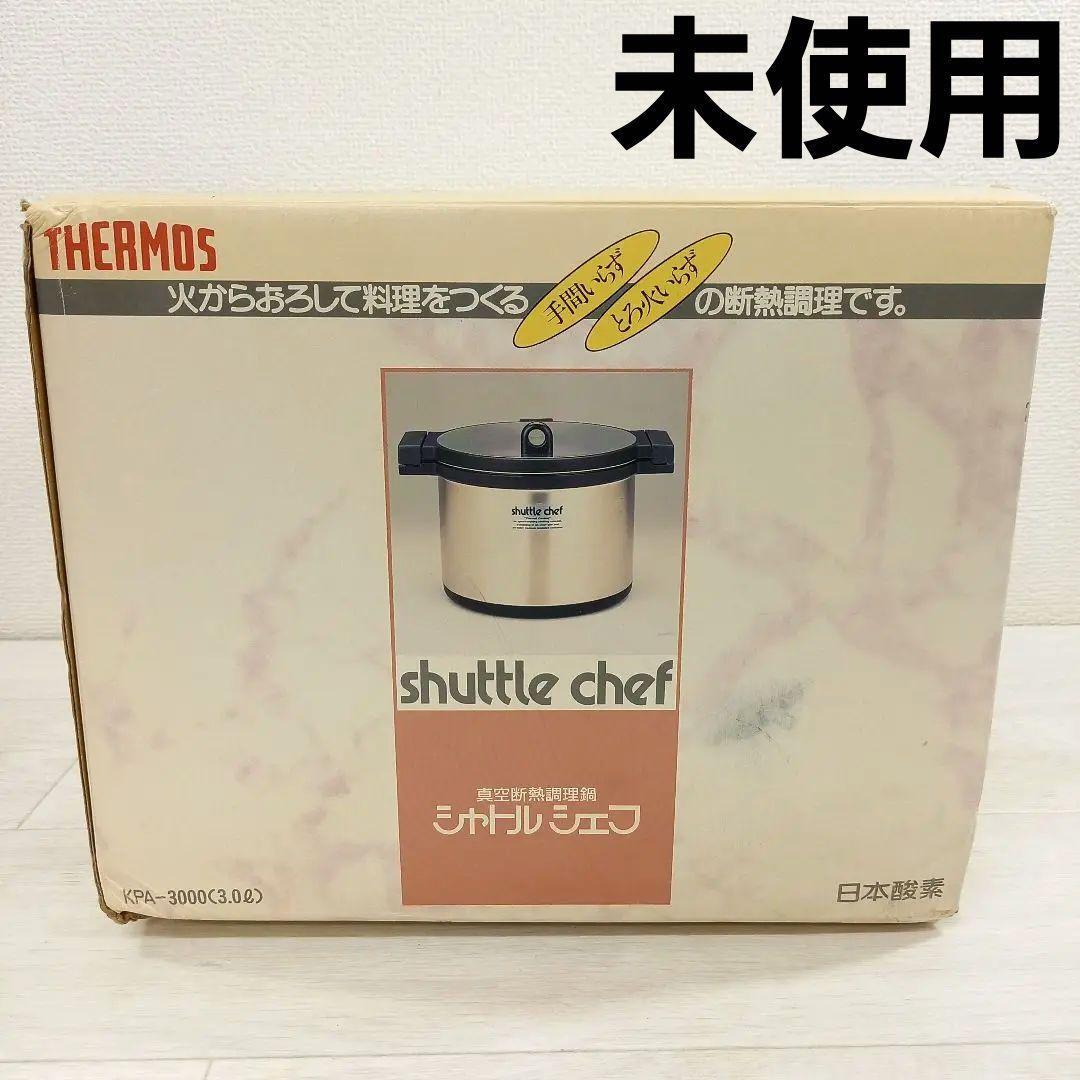 未使用
THERMOS
火からおろして料理をつくる 手間いらず とろ火いらず の断熱調理です。
shuttle chef
shuttle chef
真空断熱調理鍋
シャトルシェフ
KPA-3000(3.0ℓ)
日本酸素